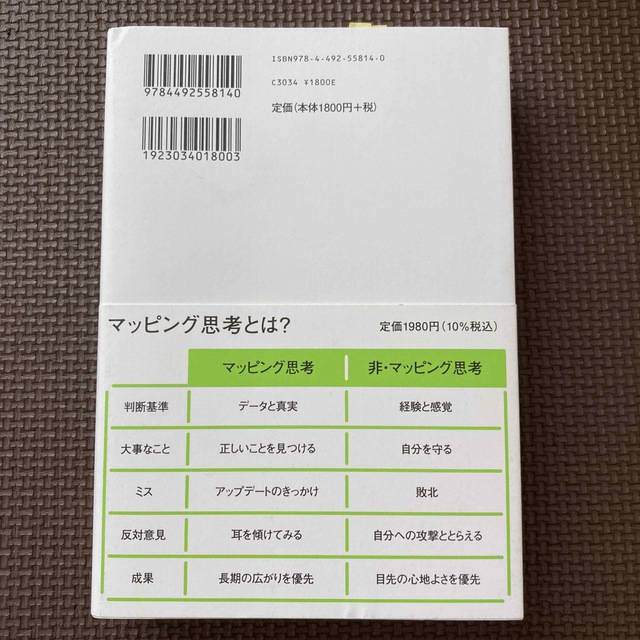 ISBN978-4-492-55814-0
9784492558140
C3034 ¥1800E
定価(本体1800円+税)
1923034018003
マッピング思考とは?
定価1980円(10%税込)
マッピング思考 非・マッピング思考
判断基準 データと真実 経験と感覚
大事なこと 正しいことを見つける 自分を守る
ミス アップデートのきっかけ 敗北
反対意見 耳を傾けてみる 自分への攻撃ととらえる
成果 長期の広がりを優先 目先の心地よさを優先